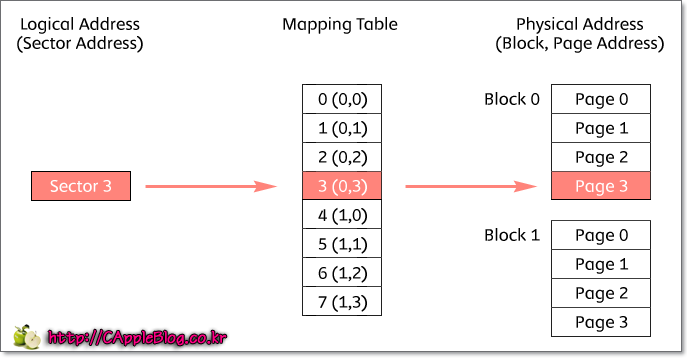 Logical Address
(Sector Address)
Mapping Table
Physical Address
(Block, Page Address)
Sector 3
0 (0,0)
1 (0,1)
2 (0,2)
3 (0,3)
4 (1,0)
5 (1,1)
6 (1,2)
7 (1,3)
Block 0
Page 0
Page 1
Page 2
Page 3
Block 1
Page 0
Page 1
Page 2
Page 3
http://CAppleBlog.co.kr